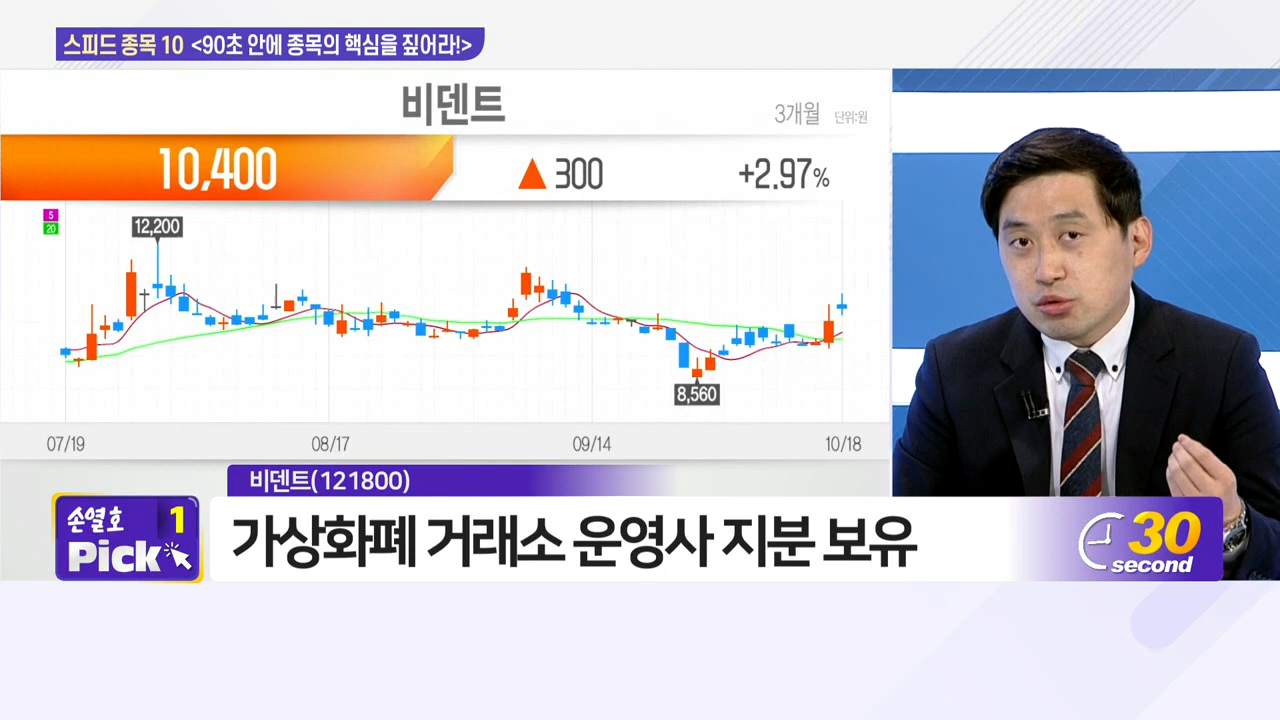 스피드 종목 10 <90초 안에 종목의 핵심을 짚어라!>
비덴트
3개월 단위:원
10,400 ▲300 +2.97%
5
20
12,200
8,560
07/19 08/17 09/14 10/18
비덴트(121800)
손열호 1
Pick
가상화폐 거래소 운영사 지분 보유
30
second